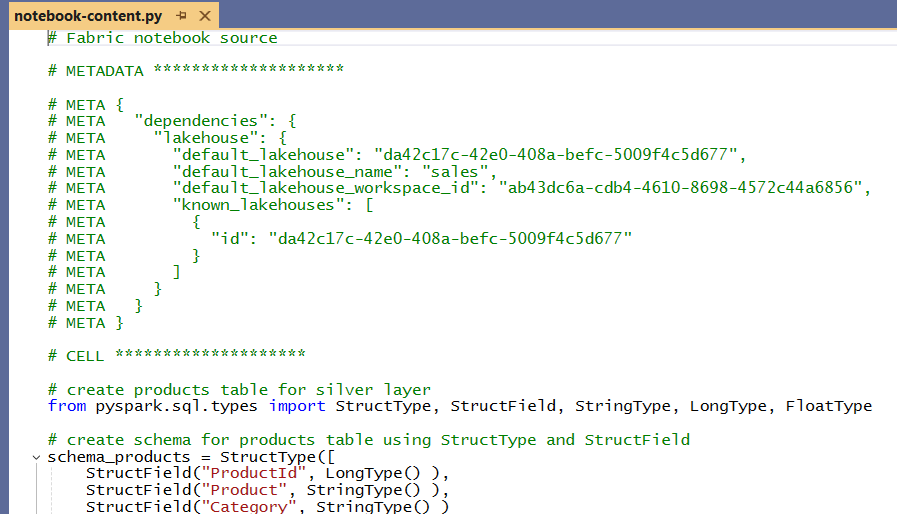 notebook-content.py
# Fabric notebook source
# METADATA ********************
# META {
# META   "dependencies": {
# META     "lakehouse": {
# META       "default_lakehouse": "da42c17c-42e0-408a-befc-5009f4c5d677",
# META       "default_lakehouse_name": "sales",
# META       "default_lakehouse_workspace_id": "ab43dc6a-cdb4-4610-8698-4572c44a6856",
# META       "known_lakehouses": [
# META         {
# META           "id": "da42c17c-42e0-408a-befc-5009f4c5d677"
# META         }
# META       ]
# META     }
# META   }
# META }
# CELL ********************
# create products table for silver layer
from pyspark.sql.types import StructType, StructField, StringType, LongType, FloatType
# create schema for products table using StructType and StructField
schema_products = StructType([
    StructField("ProductId", LongType() ),
    StructField("Product", StringType() ),
    StructField("Category", StringType() )